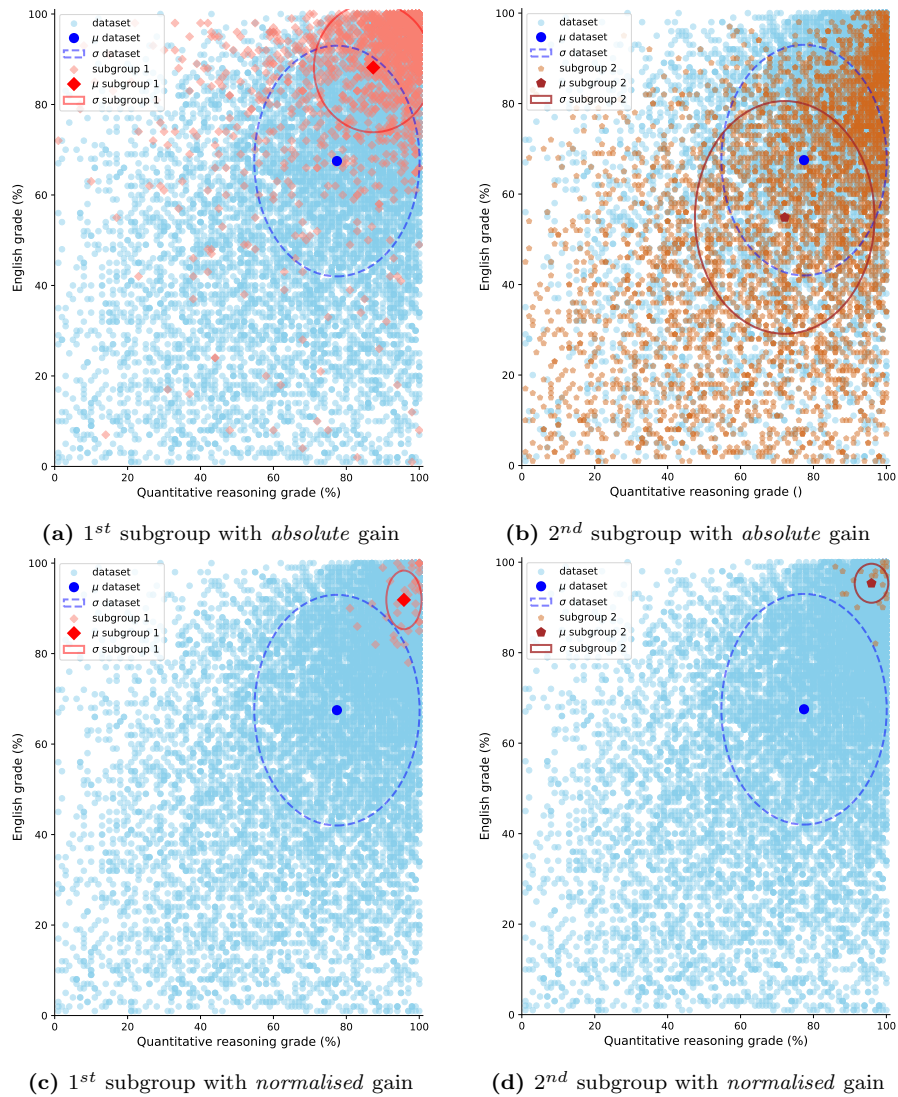 dataset
μ dataset
σ dataset
subgroup 1
μ subgroup 1
σ subgroup 1
English grade (%)
0
20
40
60
80
100
0
20
40
60
80
100
Quantitative reasoning grade (%)
(a) 1st subgroup with absolute gain
dataset
μ dataset
σ dataset
subgroup 2
μ subgroup 2
σ subgroup 2
English grade (%)
0
20
40
60
80
100
0
20
40
60
80
100
Quantitative reasoning grade ()
(b) 2nd subgroup with absolute gain
dataset
μ dataset
σ dataset
subgroup 1
μ subgroup 1
σ subgroup 1
English grade (%)
0
20
40
60
80
100
0
20
40
60
80
100
Quantitative reasoning grade (%)
(c) 1st subgroup with normalised gain
dataset
μ dataset
σ dataset
subgroup 2
μ subgroup 2
σ subgroup 2
English grade (%)
0
20
40
60
80
100
0
20
40
60
80
100
Quantitative reasoning grade (%)
(d) 2nd subgroup with normalised gain